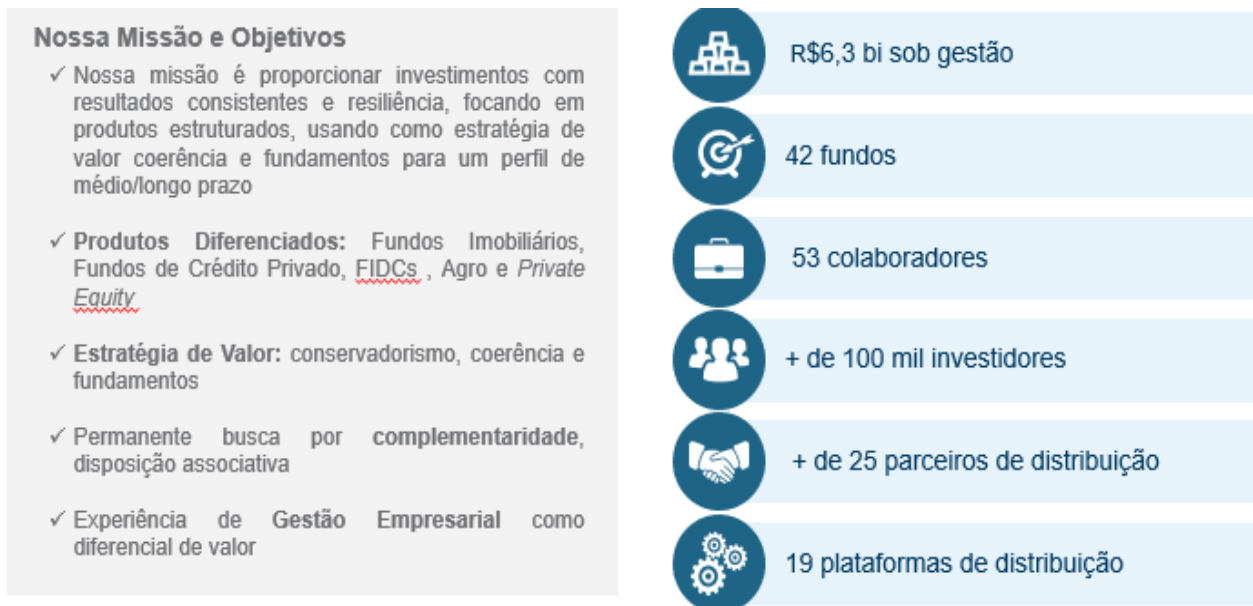 Nossa Missão e Objetivos
✓ Nossa missão é proporcionar investimentos com
resultados consistentes e resiliência, focando em
produtos estruturados, usando como estratégia de
valor coerência e fundamentos para um perfil de
médio/longo prazo
✓ Produtos Diferenciados: Fundos Imobiliários,
Fundos de Crédito Privado, FIDCs , Agro e Private
Equity
✓ Estratégia de Valor: conservadorismo, coerência e
fundamentos
✓ Permanente busca por complementaridade,
disposição associativa
✓ Experiência de Gestão Empresarial como
diferencial de valor
R$6,3 bi sob gestão
42 fundos
53 colaboradores
+ de 100 mil investidores
+ de 25 parceiros de distribuição
19 plataformas de distribuição